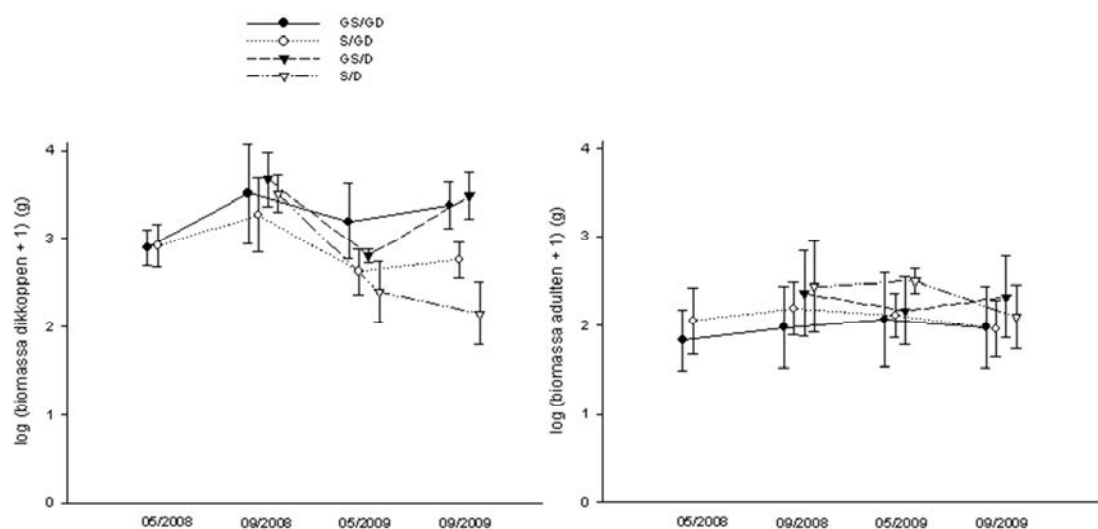 GS/GD
S/GD
GS/D
S/D
log (biomassa dikkoppen + 1) (g)
4
3
2
1
0
05/2008 09/2008 05/2009 09/2009
log (biomassa adulten + 1) (g)
4
3
2
1
0
05/2008 09/2008 05/2009 09/2009